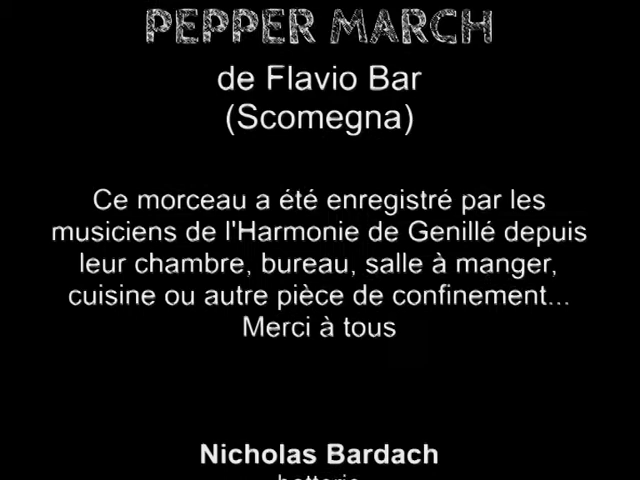 PEPPER MARCH
de Flavio Bar
(Scomegna)
Ce morceau a été enregistré par les
musiciens de l'Harmonie de Genillé depuis
leur chambre, bureau, salle à manger,
cuisine ou autre pièce de confinement...
Merci à tous
Nicholas Bardach
batterie